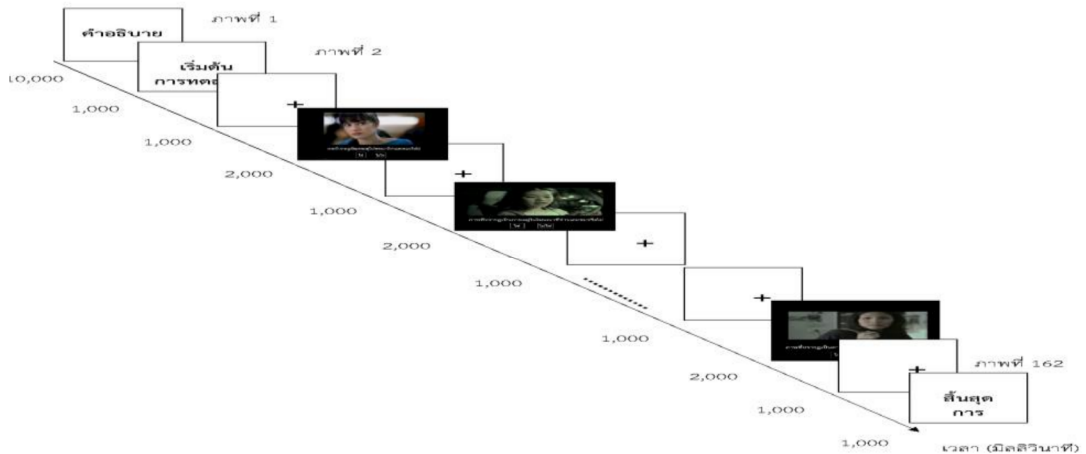 ภาพที่ 1
คำอธิบาย
ภาพที่ 2
เริ่มต้น
10,000
1,000
1,000
2,000
1,000
2,000
1,000
1,000
2,000
1,000
1,000
ภาพที่ 162
สิ้นสุด
การ
เวลา (มิลลิวินาที)